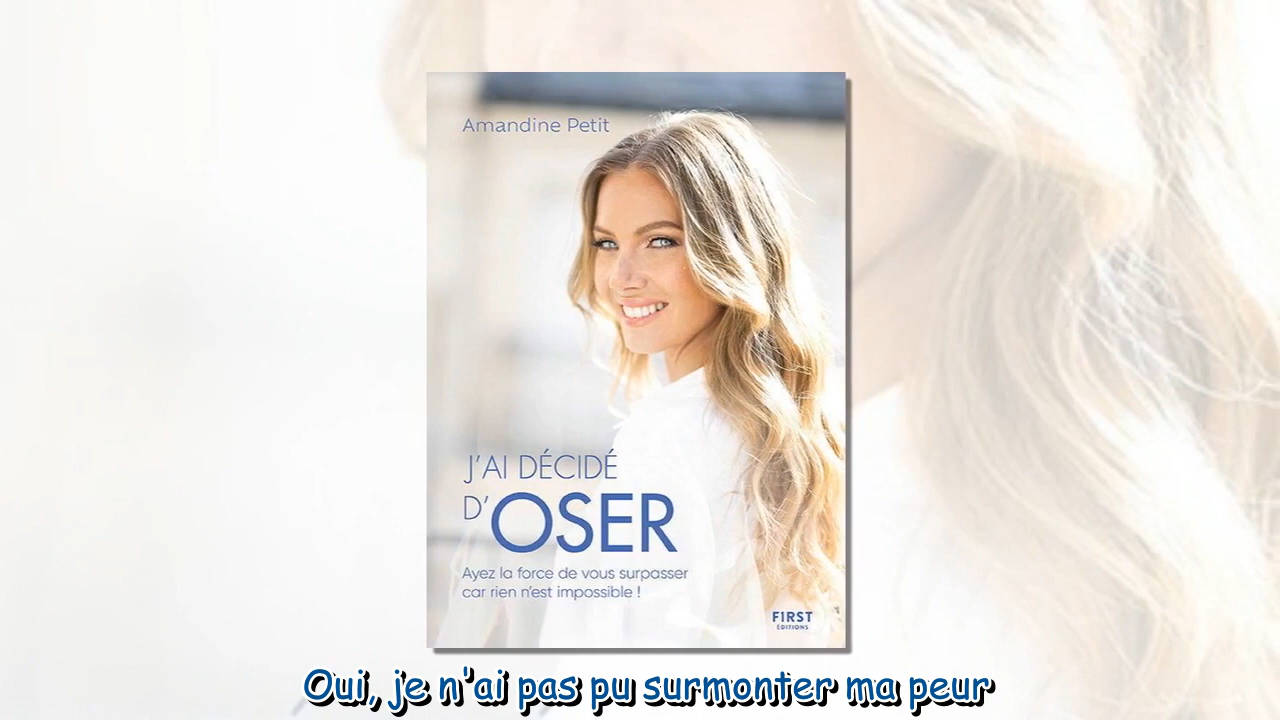 Amandine Petit
J'AI DÉCIDÉ
D'OSER
Ayez la force de vous surpasser
car rien n'est impossible !
FIRST
ÉDITIONS
Oui, je n'ai pas pu surmonter ma peur